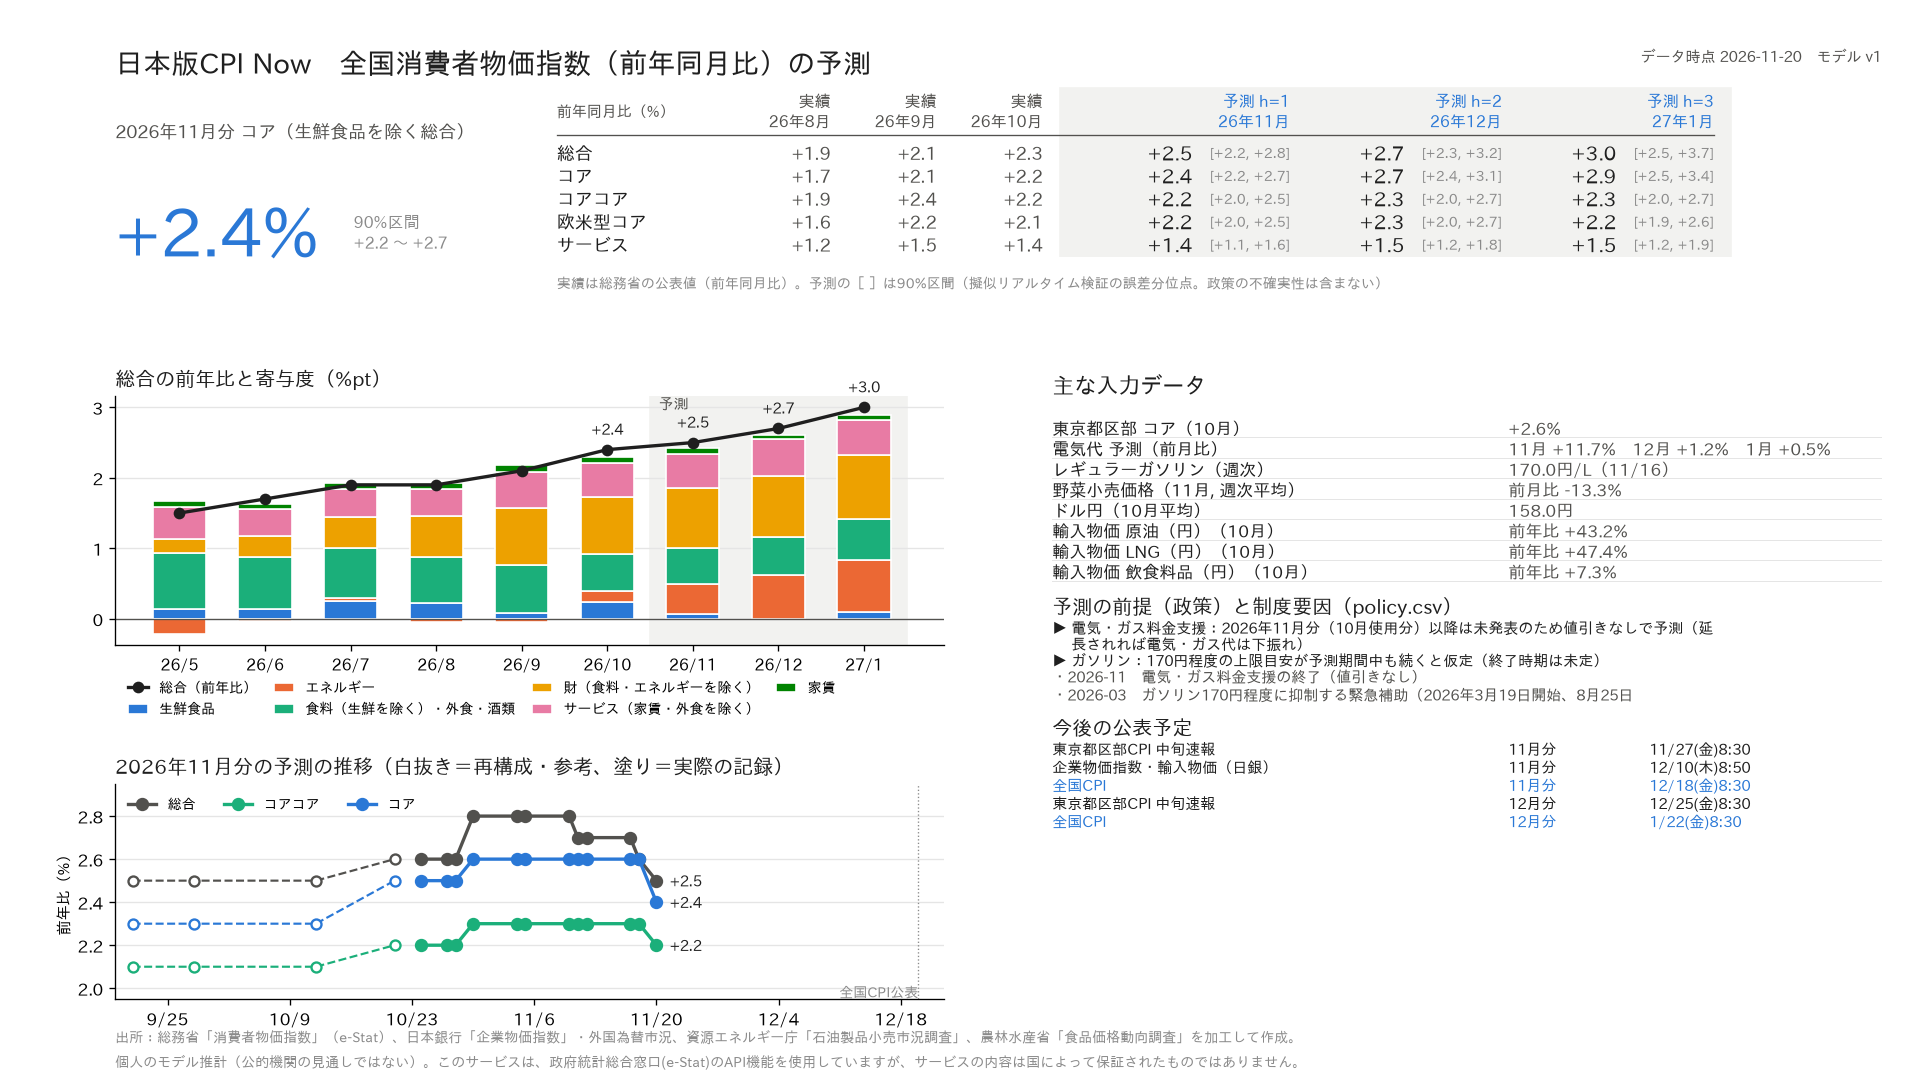 日本版CPI Now　全国消費者物価指数（前年同月比）の予測
データ時点 2026-11-20　モデル v1
2026年11月分 コア（生鮮食品を除く総合）
+2.4%
90%区間
+2.2 ～ +2.7
前年同月比（%） 実績 26年8月 実績 26年9月 実績 26年10月 予測 h=1 26年11月 予測 h=2 26年12月 予測 h=3 27年1月
総合 +1.9 +2.1 +2.3 +2.5 [+2.2, +2.8] +2.7 [+2.3, +3.2] +3.0 [+2.5, +3.7]
コア +1.7 +2.1 +2.2 +2.4 [+2.2, +2.7] +2.7 [+2.4, +3.1] +2.9 [+2.5, +3.4]
コアコア +1.9 +2.4 +2.2 +2.2 [+2.0, +2.5] +2.3 [+2.0, +2.7] +2.3 [+2.0, +2.7]
欧米型コア +1.6 +2.2 +2.1 +2.2 [+2.0, +2.5] +2.3 [+2.0, +2.7] +2.2 [+1.9, +2.6]
サービス +1.2 +1.5 +1.4 +1.4 [+1.1, +1.6] +1.5 [+1.2, +1.8] +1.5 [+1.2, +1.9]
実績は総務省の公表値（前年同月比）。予測の［ ］は90%区間（擬似リアルタイム検証の誤差分位点。政策の不確実性は含まない）
総合の前年比と寄与度（%pt）
予測
+2.4 +2.5 +2.7 +3.0
3
2
1
0
26/5 26/6 26/7 26/8 26/9 26/10 26/11 26/12 27/1
総合（前年比） エネルギー 財（食料・エネルギーを除く） 家賃
生鮮食品 食料（生鮮を除く）・外食・酒類 サービス（家賃・外食を除く）
2026年11月分の予測の推移（白抜き＝再構成・参考、塗り＝実際の記録）
総合 コアコア コア
前年比（%）
2.8
2.6
2.4
2.2
2.0
+2.5
+2.4
+2.2
全国CPI公表
9/25 10/9 10/23 11/6 11/20 12/4 12/18
主な入力データ
東京都区部 コア（10月） +2.6%
電気代 予測（前月比） 11月 +11.7%　12月 +1.2%　1月 +0.5%
レギュラーガソリン（週次） 170.0円/L（11/16）
野菜小売価格（11月, 週次平均） 前月比 -13.3%
ドル円（10月平均） 158.0円
輸入物価 原油（円）（10月） 前年比 +43.2%
輸入物価 LNG（円）（10月） 前年比 +47.4%
輸入物価 飲食料品（円）（10月） 前年比 +7.3%
予測の前提（政策）と制度要因（policy.csv）
▶ 電気・ガス料金支援：2026年11月分（10月使用分）以降は未発表のため値引きなしで予測（延
長されれば電気・ガス代は下振れ）
▶ ガソリン：170円程度の上限目安が予測期間中も続くと仮定（終了時期は未定）
・2026-11　電気・ガス料金支援の終了（値引きなし）
・2026-03　ガソリン170円程度に抑制する緊急補助（2026年3月19日開始、8月25日
今後の公表予定
東京都区部CPI 中旬速報 11月分 11/27(金)8:30
企業物価指数・輸入物価（日銀） 11月分 12/10(木)8:50
全国CPI 11月分 12/18(金)8:30
東京都区部CPI 中旬速報 12月分 12/25(金)8:30
全国CPI 12月分 1/22(金)8:30
出所：総務省「消費者物価指数」（e-Stat）、日本銀行「企業物価指数」・外国為替市況、資源エネルギー庁「石油製品小売市況調査」、農林水産省「食品価格動向調査」を加工して作成。
個人のモデル推計（公的機関の見通しではない）。このサービスは、政府統計総合窓口(e-Stat)のAPI機能を使用していますが、サービスの内容は国によって保証されたものではありません。